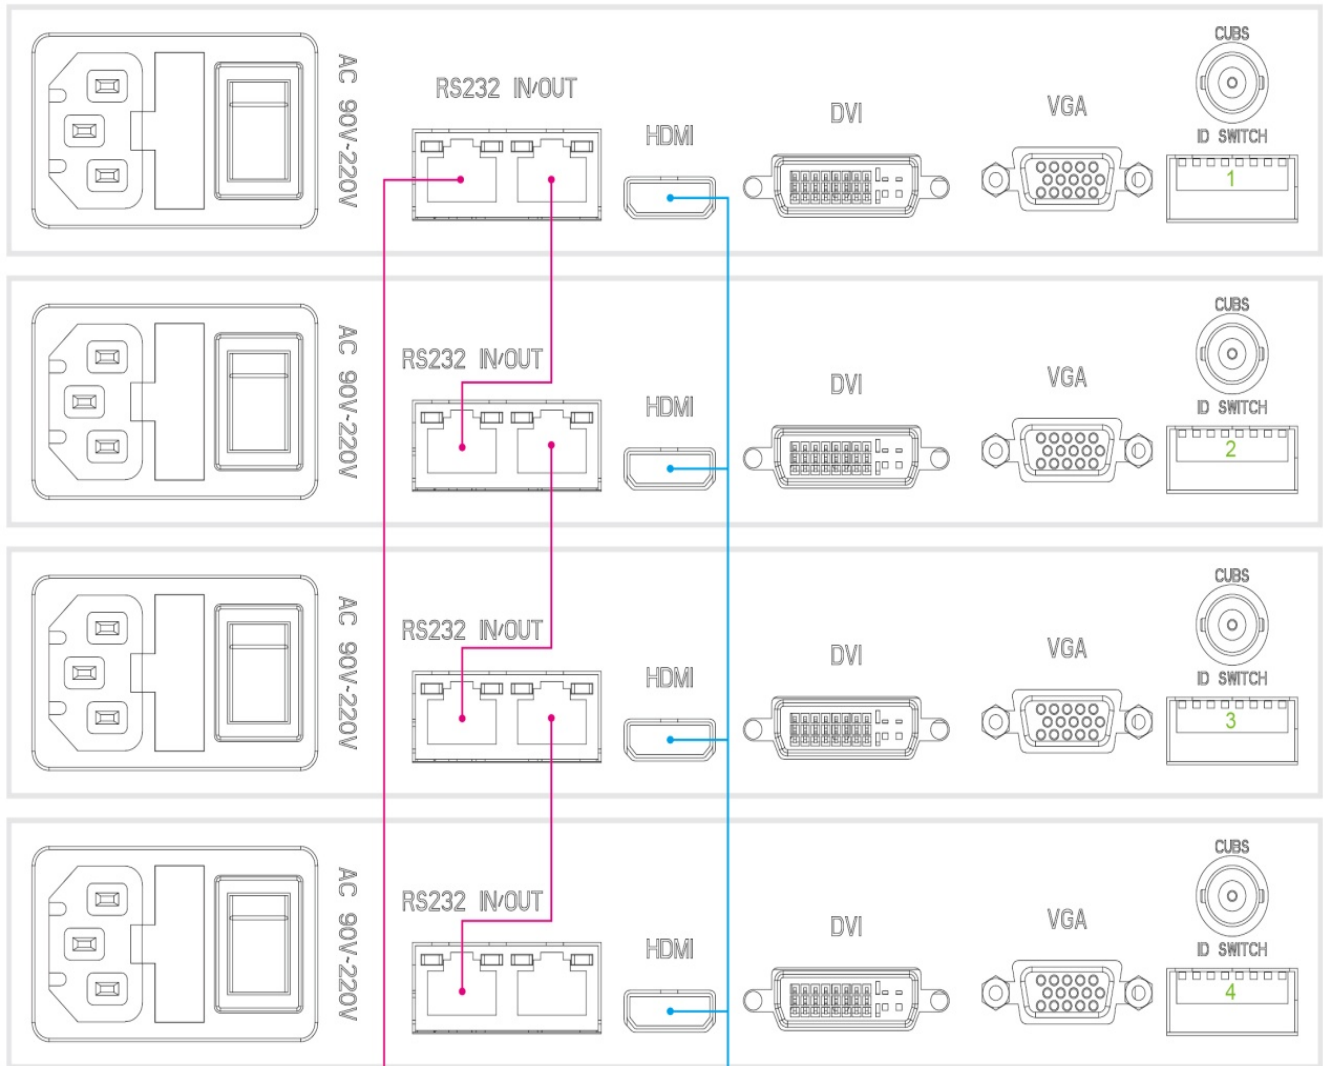 CUBS
AC 90V-220V
RS232 IN/OUT
HDMI
DVI
VGA
ID SWITCH
1
CUBS
AC 90V-220V
RS232 IN/OUT
HDMI
DVI
VGA
ID SWITCH
2
CUBS
AC 90V-220V
RS232 IN/OUT
HDMI
DVI
VGA
ID SWITCH
3
CUBS
AC 90V-220V
RS232 IN/OUT
HDMI
DVI
VGA
ID SWITCH
4